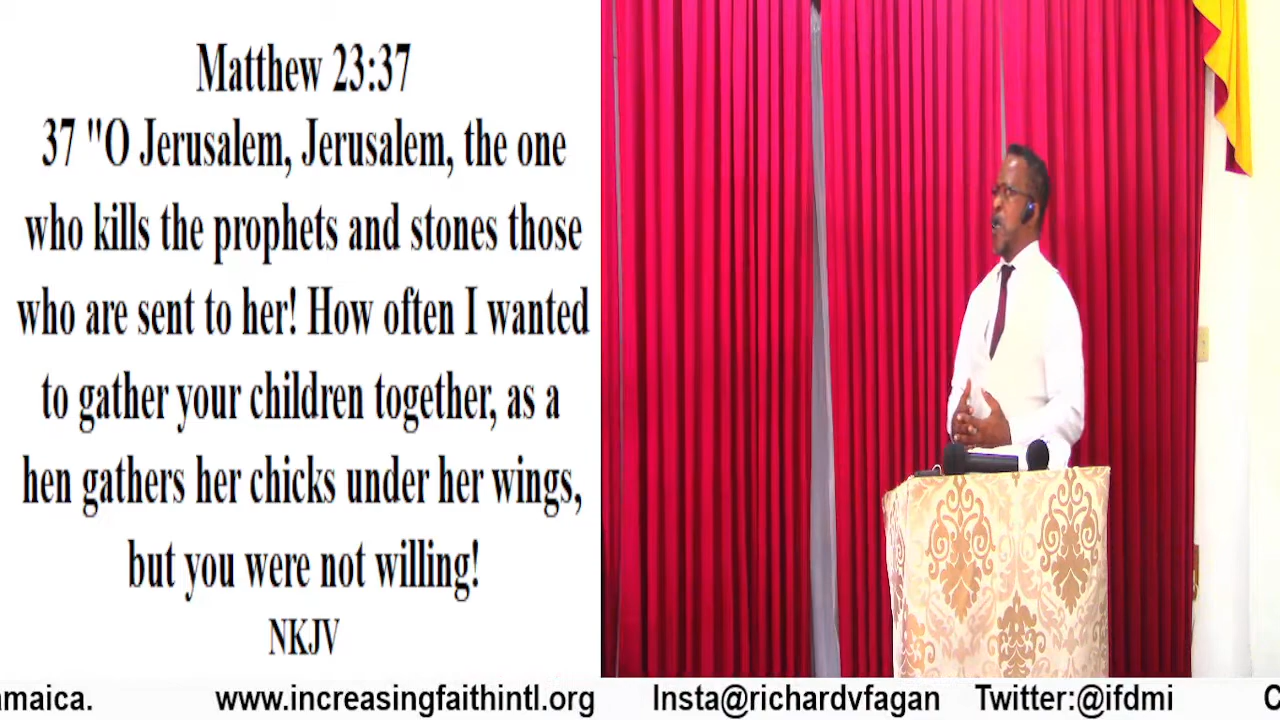 Matthew 23:37
37 "O Jerusalem, Jerusalem, the one
who kills the prophets and stones those
who are sent to her! How often I wanted
to gather your children together, as a
hen gathers her chicks under her wings,
but you were not willing!
NKJV
amaica. www.increasingfaithintl.org Insta@richardvfagan Twitter:@ifdmi C